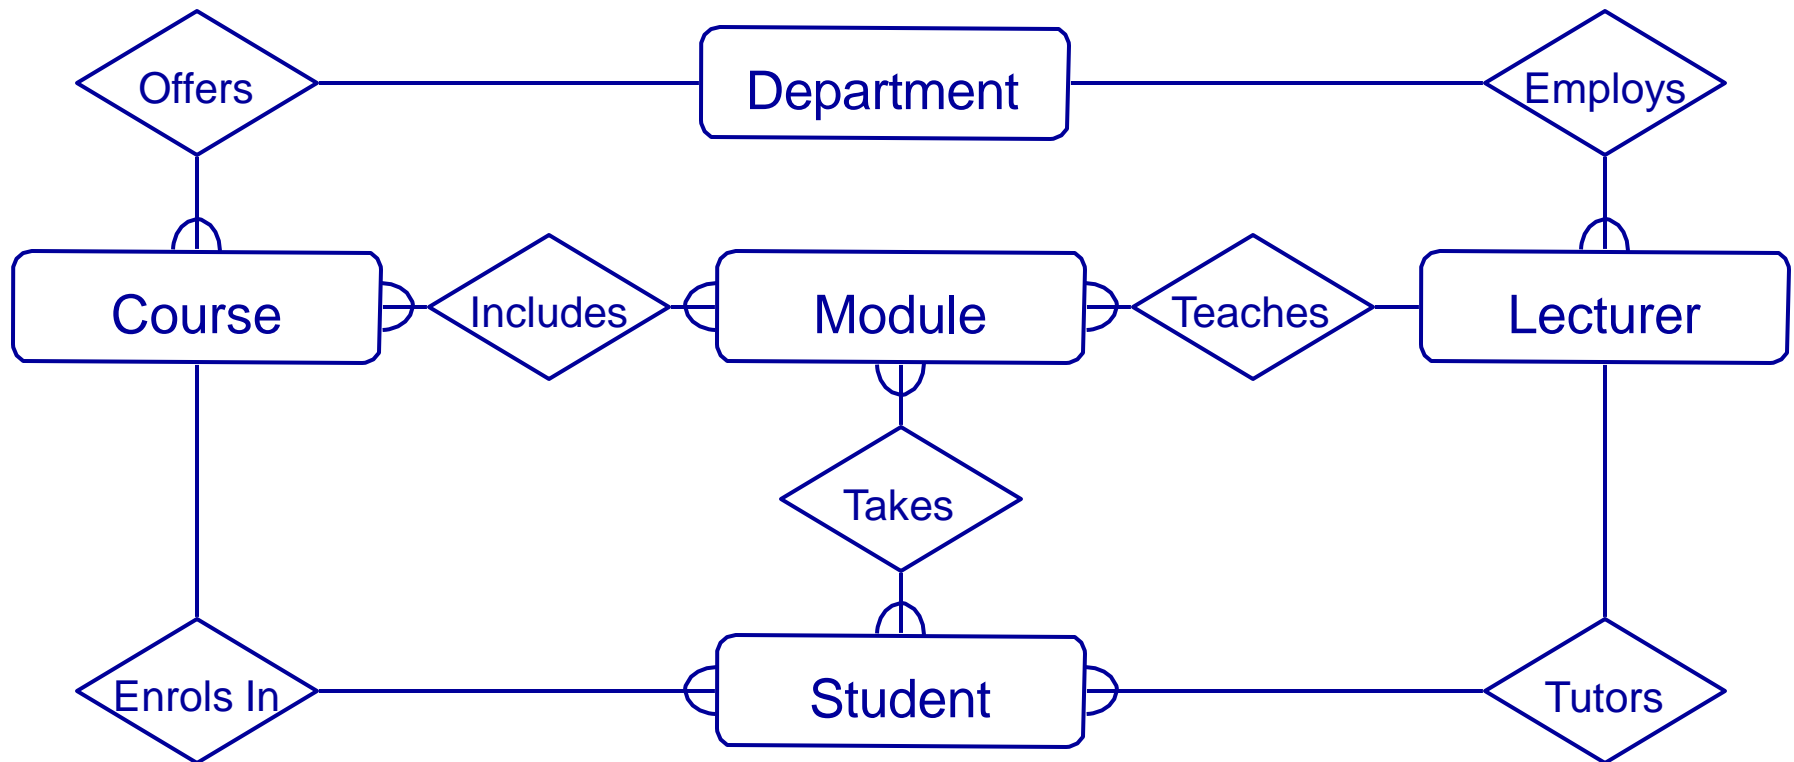 Offers
Department
Employs
Course
Includes
Module
Teaches
Lecturer
Takes
Enrols In
Student
Tutors